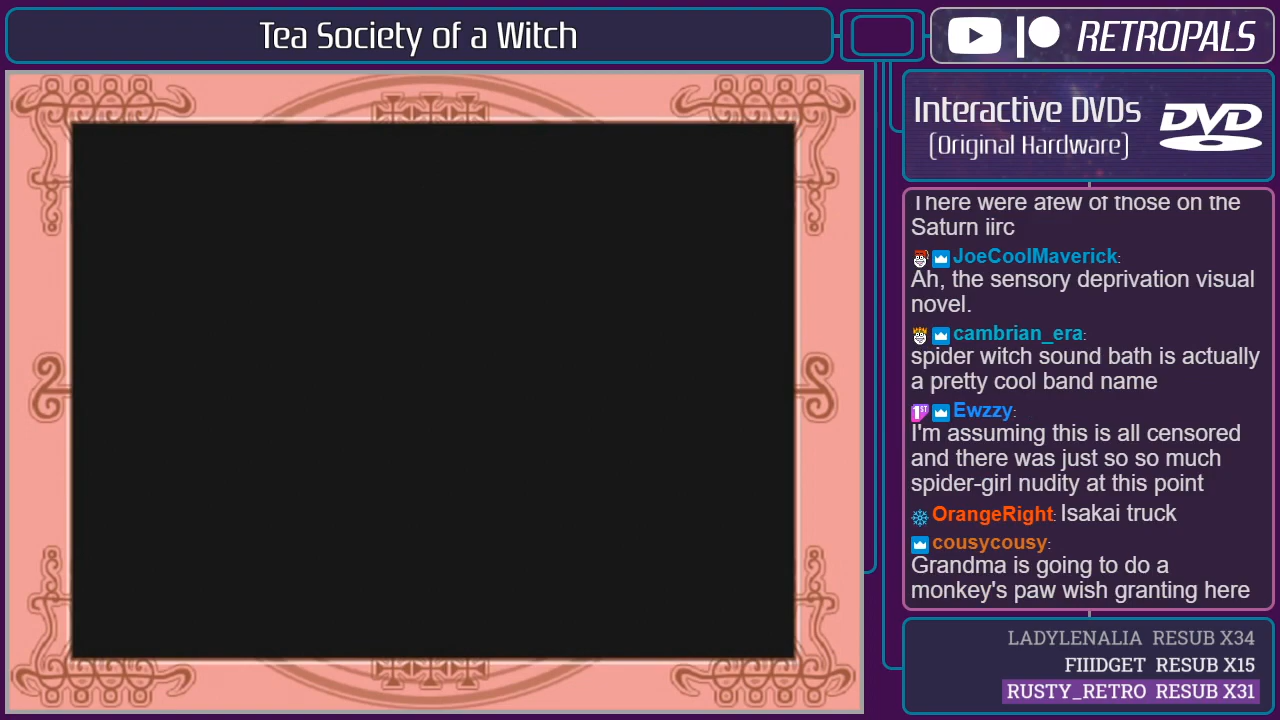 Tea Society of a Witch
RETROPALS
Interactive DVDs
(Original Hardware)
DVD
There were afew of those on the
Saturn iirc
JoeCoolMaverick:
Ah, the sensory deprivation visual
novel.
cambrian_era:
spider witch sound bath is actually
a pretty cool band name
1ST Ewzzy:
I'm assuming this is all censored
and there was just so so much
spider-girl nudity at this point
OrangeRight: Isakai truck
cousycousy:
Grandma is going to do a
monkey's paw wish granting here
LADYLENALIA RESUB X34
FIIIDGET RESUB X15
RUSTY_RETRO RESUB X31